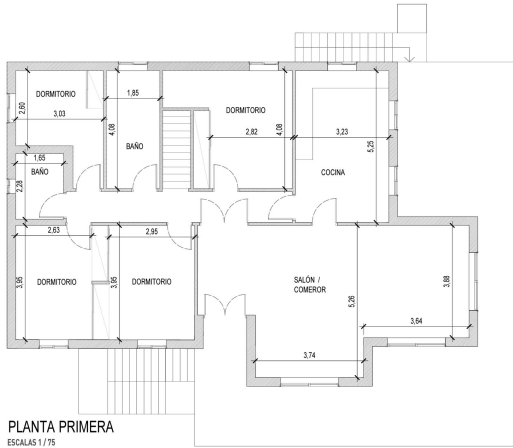 DORMITORIO
3,03
2,60
1,85
4,08
BAÑO
DORMITORIO
2,82
4,08
3,23
5,25
COCINA
1,65
BAÑO
2,28
2,63
3,95
DORMITORIO
2,95
3,95
DORMITORIO
SALÓN /
COMEROR
5,26
3,88
3,64
3,74
PLANTA PRIMERA
ESCALAS 1 / 75